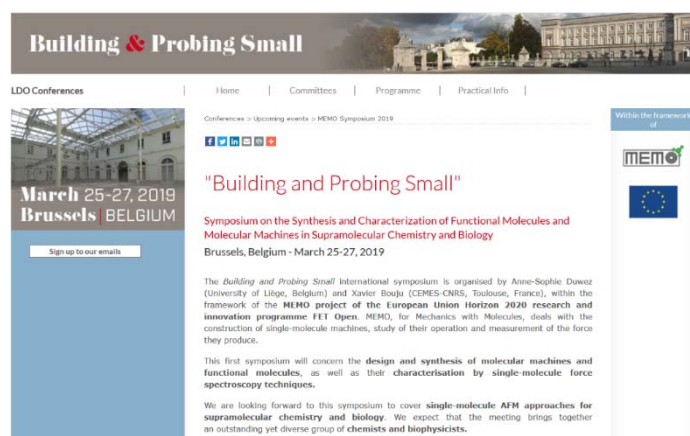 Building & Probing Small
LDO Conferences
Home
Committees
Programme
Practical Info
Conferences > Upcoming events > MEMO Symposium 2019
Within the framework
of
MEMO
March 25-27, 2019
Brussels BELGIUM
Sign up to our emails
"Building and Probing Small"
Symposium on the Synthesis and Characterization of Functional Molecules and
Molecular Machines in Supramolecular Chemistry and Biology
Brussels, Belgium - March 25-27, 2019
The Building and Probing Small international symposium is organised by Anne-Sophie Duwez
(University of Liège, Belgium) and Xavier Bouju (CEMES-CNRS, Toulouse, France), within the
framework of the MEMO project of the European Union Horizon 2020 research and
innovation programme FET Open. MEMO, for Mechanics with Molecules, deals with the
construction of single-molecule machines, study of their operation and measurement of the force
they produce.
This first symposium will concern the design and synthesis of molecular machines and
functional molecules, as well as their characterisation by single-molecule force
spectroscopy techniques.
We are looking forward to this symposium to cover single-molecule AFM approaches for
supramolecular chemistry and biology. We expect that the meeting brings together
an outstanding yet diverse group of chemists and biophysicists.